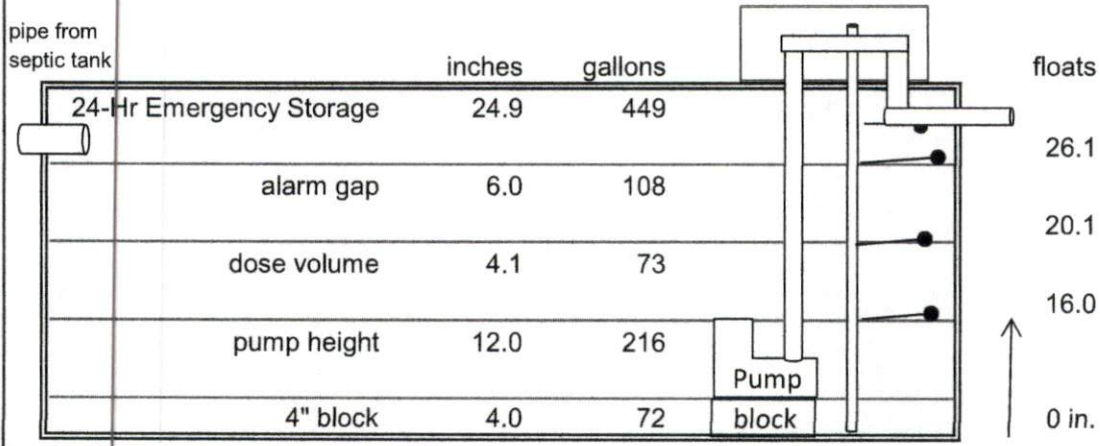 pipe from
septic tank
inches gallons floats
24-Hr Emergency Storage 24.9 449
26.1
alarm gap 6.0 108
20.1
dose volume 4.1 73
16.0
pump height 12.0 216
Pump
4" block 4.0 72 block 0 in.